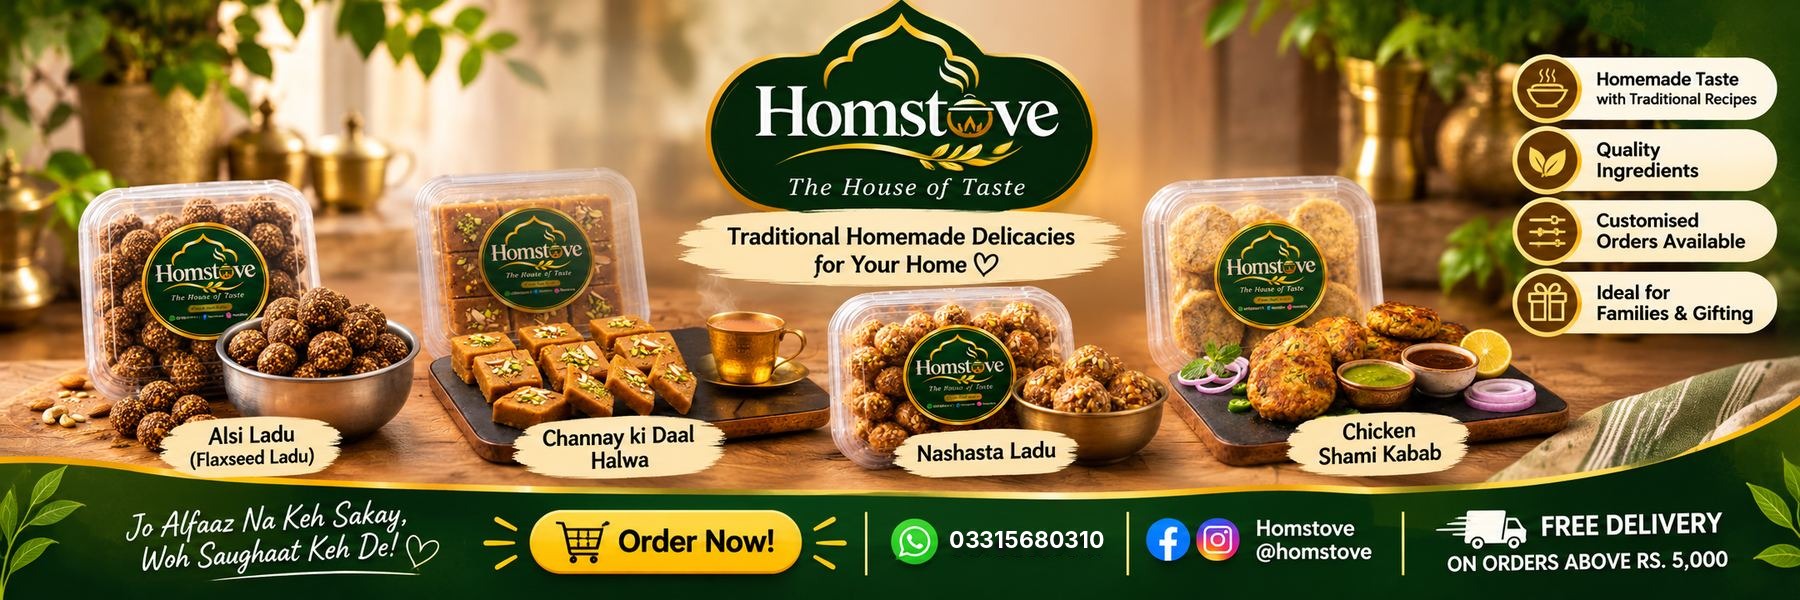 Homstove
The House of Taste
Traditional Homemade Delicacies
for Your Home
Homemade Taste
with Traditional Recipes
Quality
Ingredients
Customised
Orders Available
Ideal for
Families & Gifting
Homstove
The House of Taste
Alsi Ladu
(Flaxseed Ladu)
Homstove
The House of Taste
Channay ki Daal
Halwa
Homstove
The House of Taste
Nashasta Ladu
Homstove
The House of Taste
Chicken
Shami Kabab
Jo Alfaaz Na Keh Sakay,
Woh Saughaat Keh De!
Order Now!
03315680310
Homstove
@homstove
FREE DELIVERY
ON ORDERS ABOVE RS. 5,000